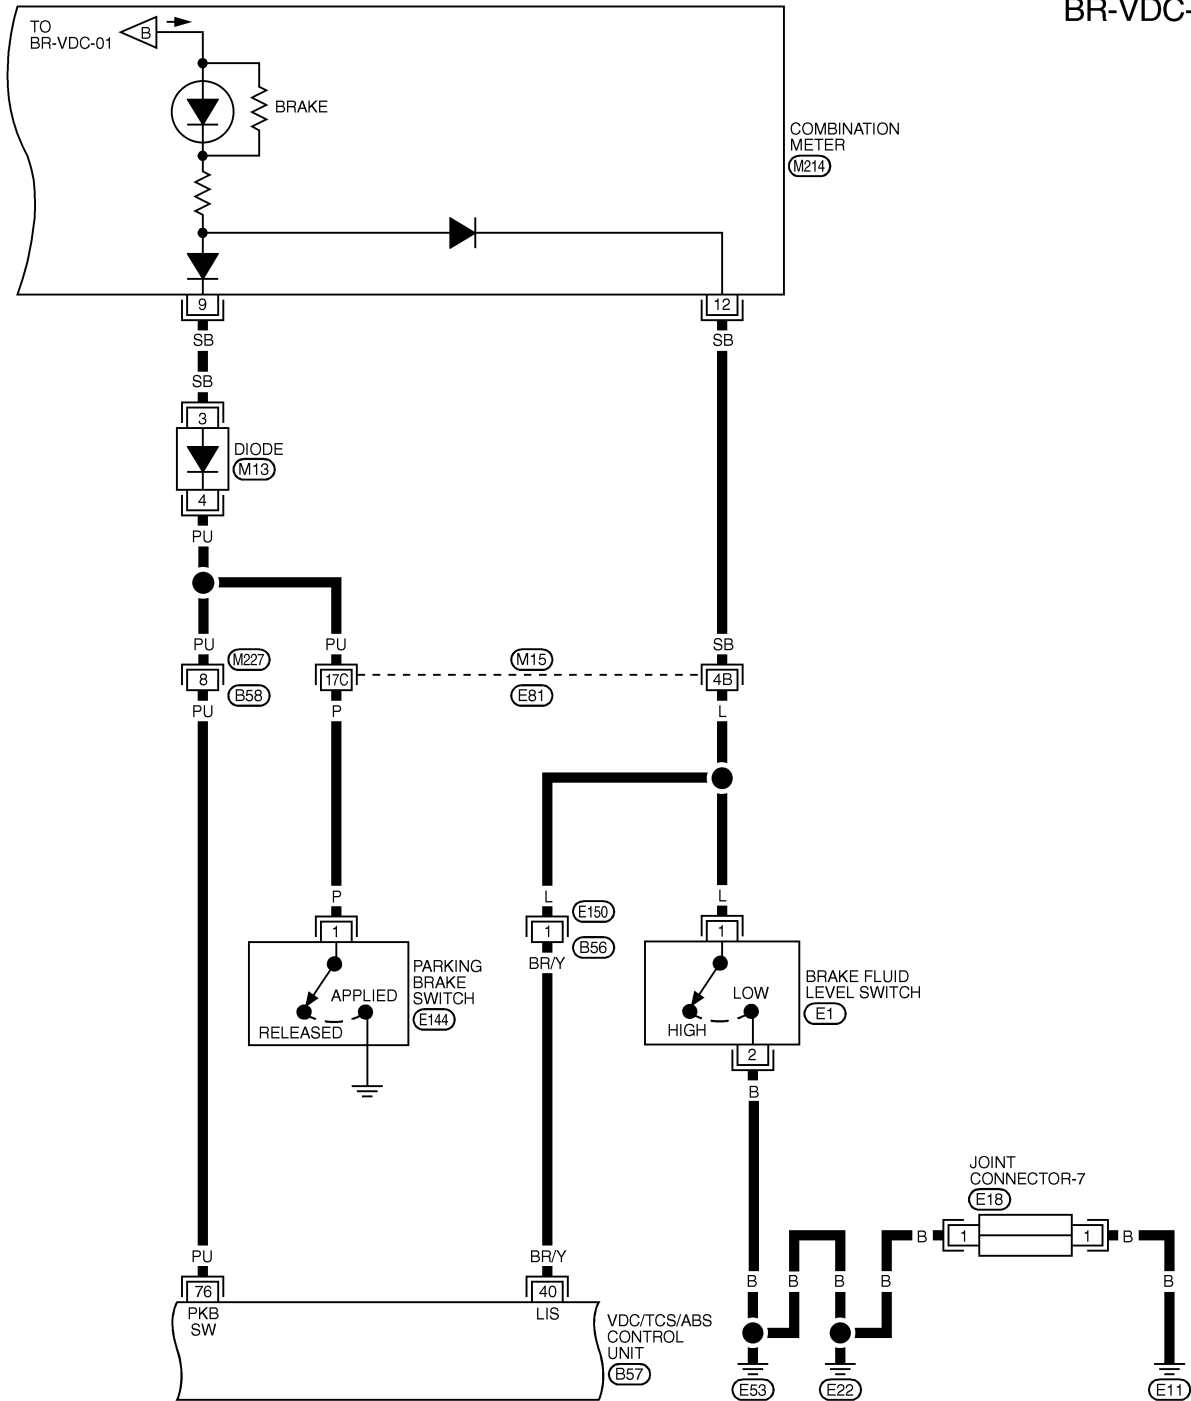 BR-VDC-
TO
BR-VDC-01
B
BRAKE
COMBINATION
METER
M214
9
12
SB
SB
SB
3
DIODE
M13
4
PU
PU
PU
SB
M227
M15
8
17C
4B
B58
E81
PU
P
L
P
L
L
E150
1
1
1
B56
BR/Y
PARKING
BRAKE
SWITCH
E144
APPLIED
RELEASED
BRAKE FLUID
LEVEL SWITCH
E1
LOW
HIGH
2
B
JOINT
CONNECTOR-7
E18
B
1
1
B
PU
BR/Y
B
B
B
B
B
76
40
PKB
SW
LIS
VDC/TCS/ABS
CONTROL
UNIT
B57
E53
E22
E11